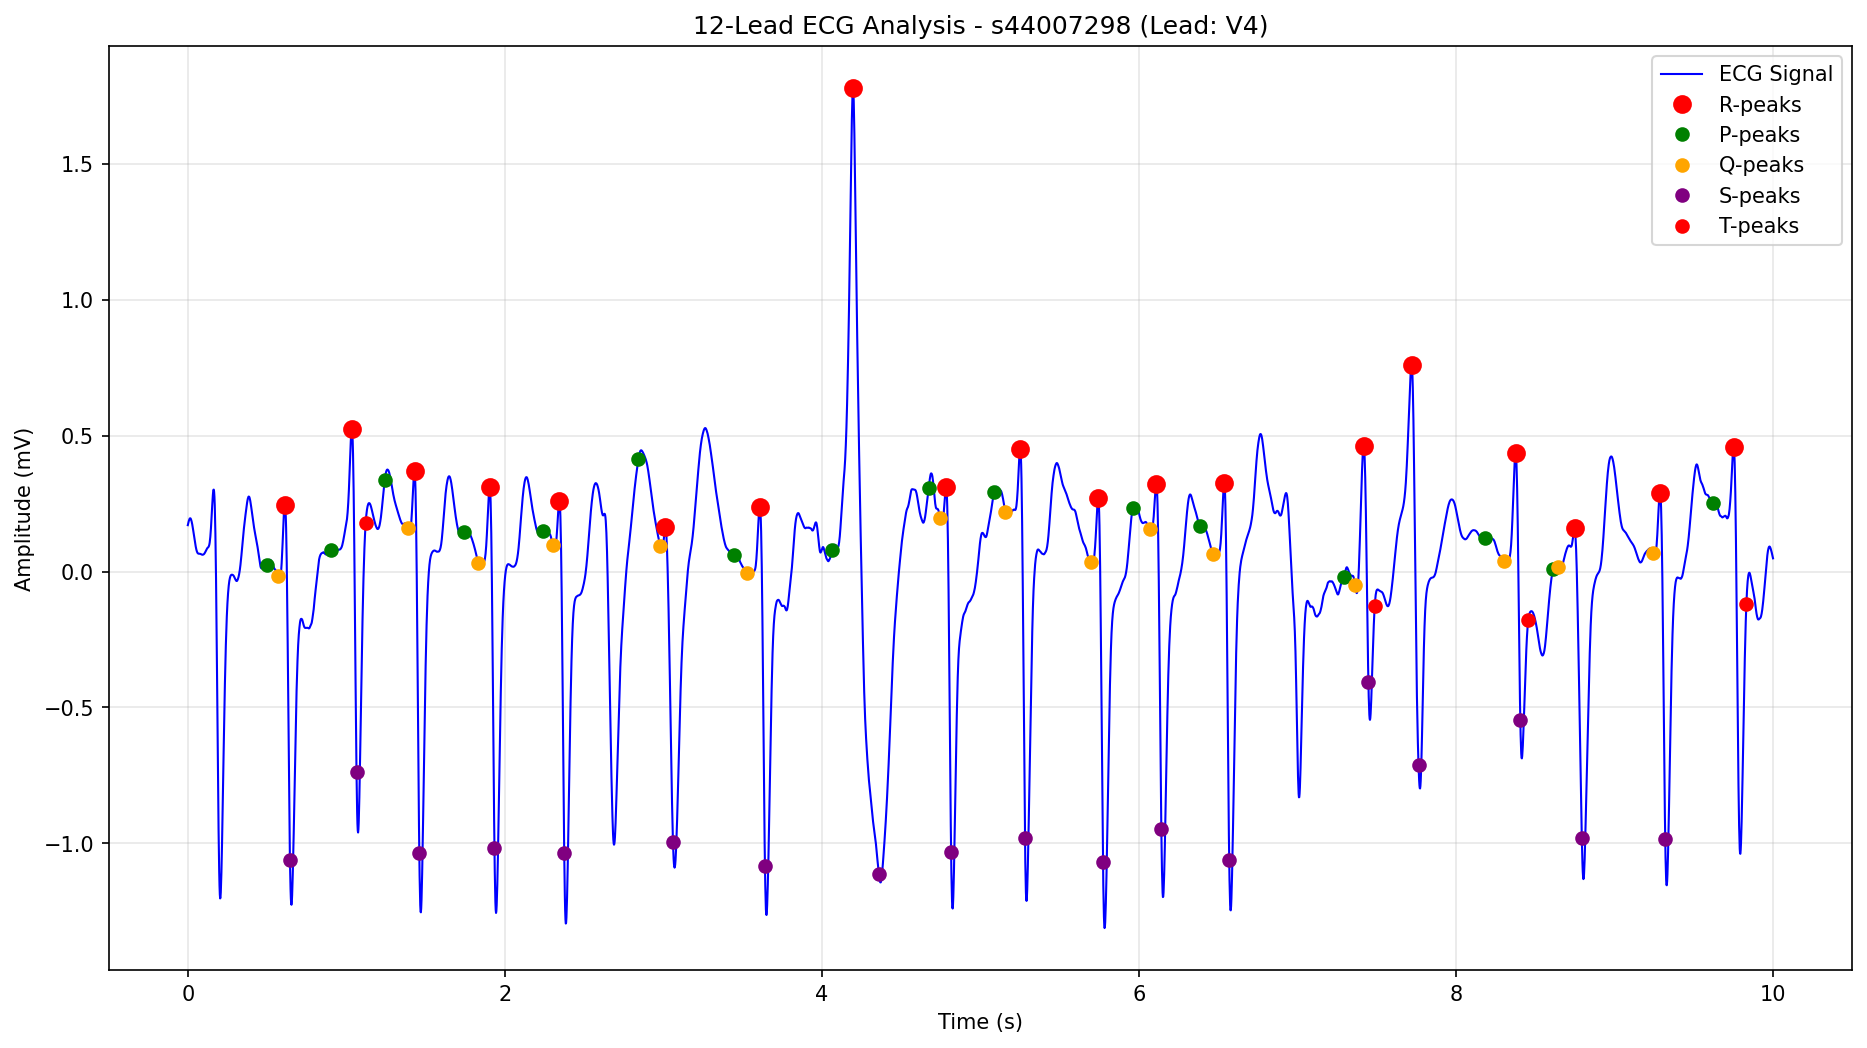 12-Lead ECG Analysis - s44007298 (Lead: V4)
ECG Signal
R-peaks
P-peaks
Q-peaks
S-peaks
T-peaks
Amplitude (mV)
1.5
1.0
0.5
0.0
−0.5
−1.0
0 2 4 6 8 10
Time (s)